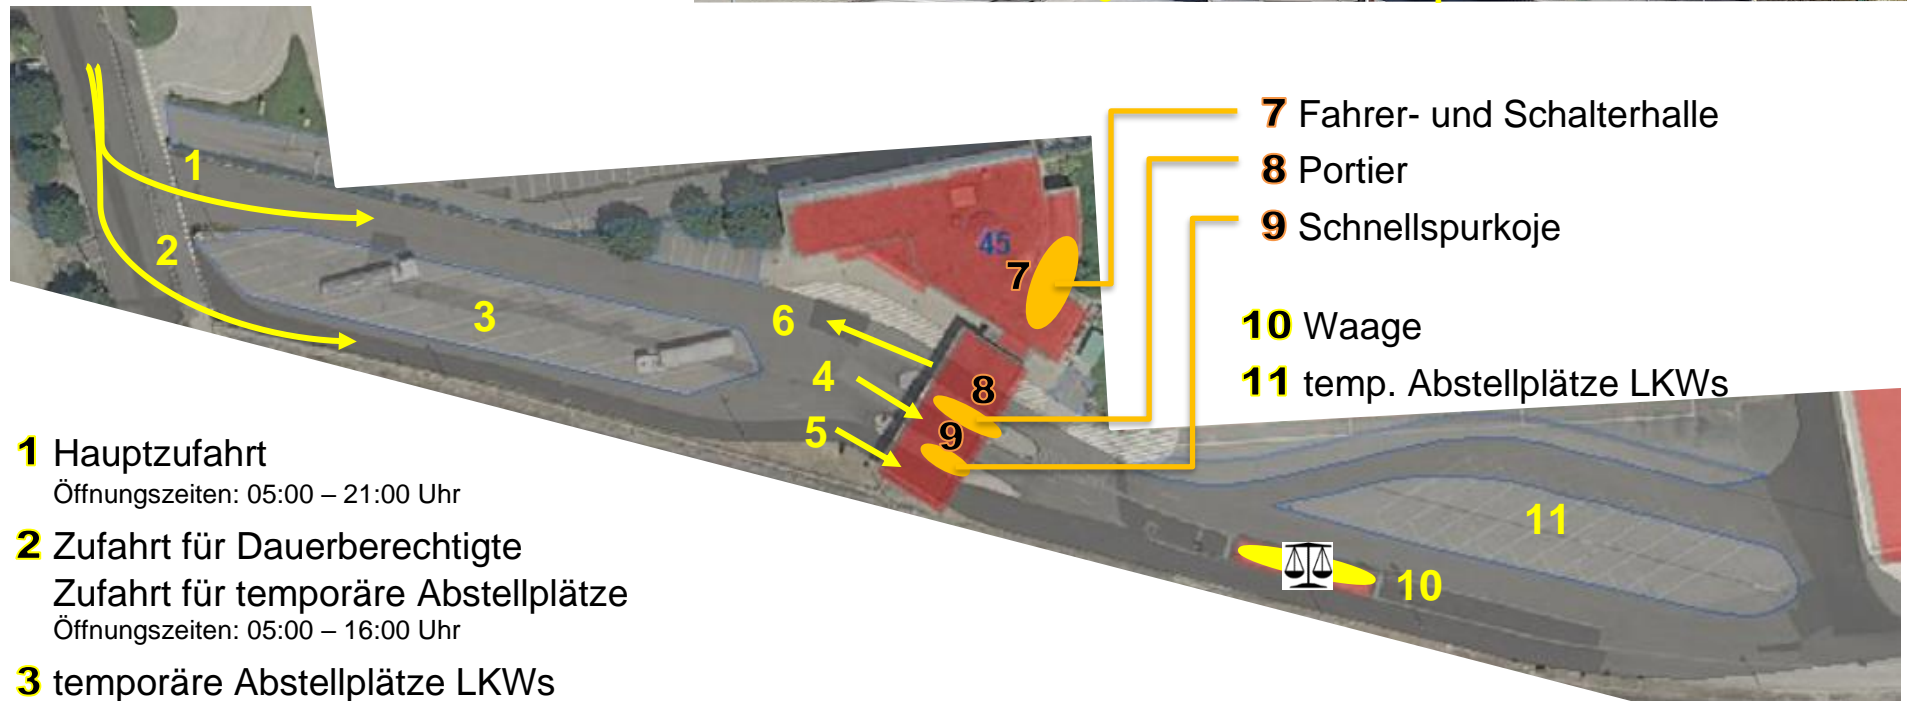 7 Fahrer- und Schalterhalle
8 Portier
9 Schnellspurkoje
10 Waage
11 temp. Abstellplätze LKWs
1
2
3
45
7
6
4
8
5
9
11
10
1 Hauptzufahrt
Öffnungszeiten: 05:00 – 21:00 Uhr
2 Zufahrt für Dauerberechtigte
Zufahrt für temporäre Abstellplätze
Öffnungszeiten: 05:00 – 16:00 Uhr
3 temporäre Abstellplätze LKWs